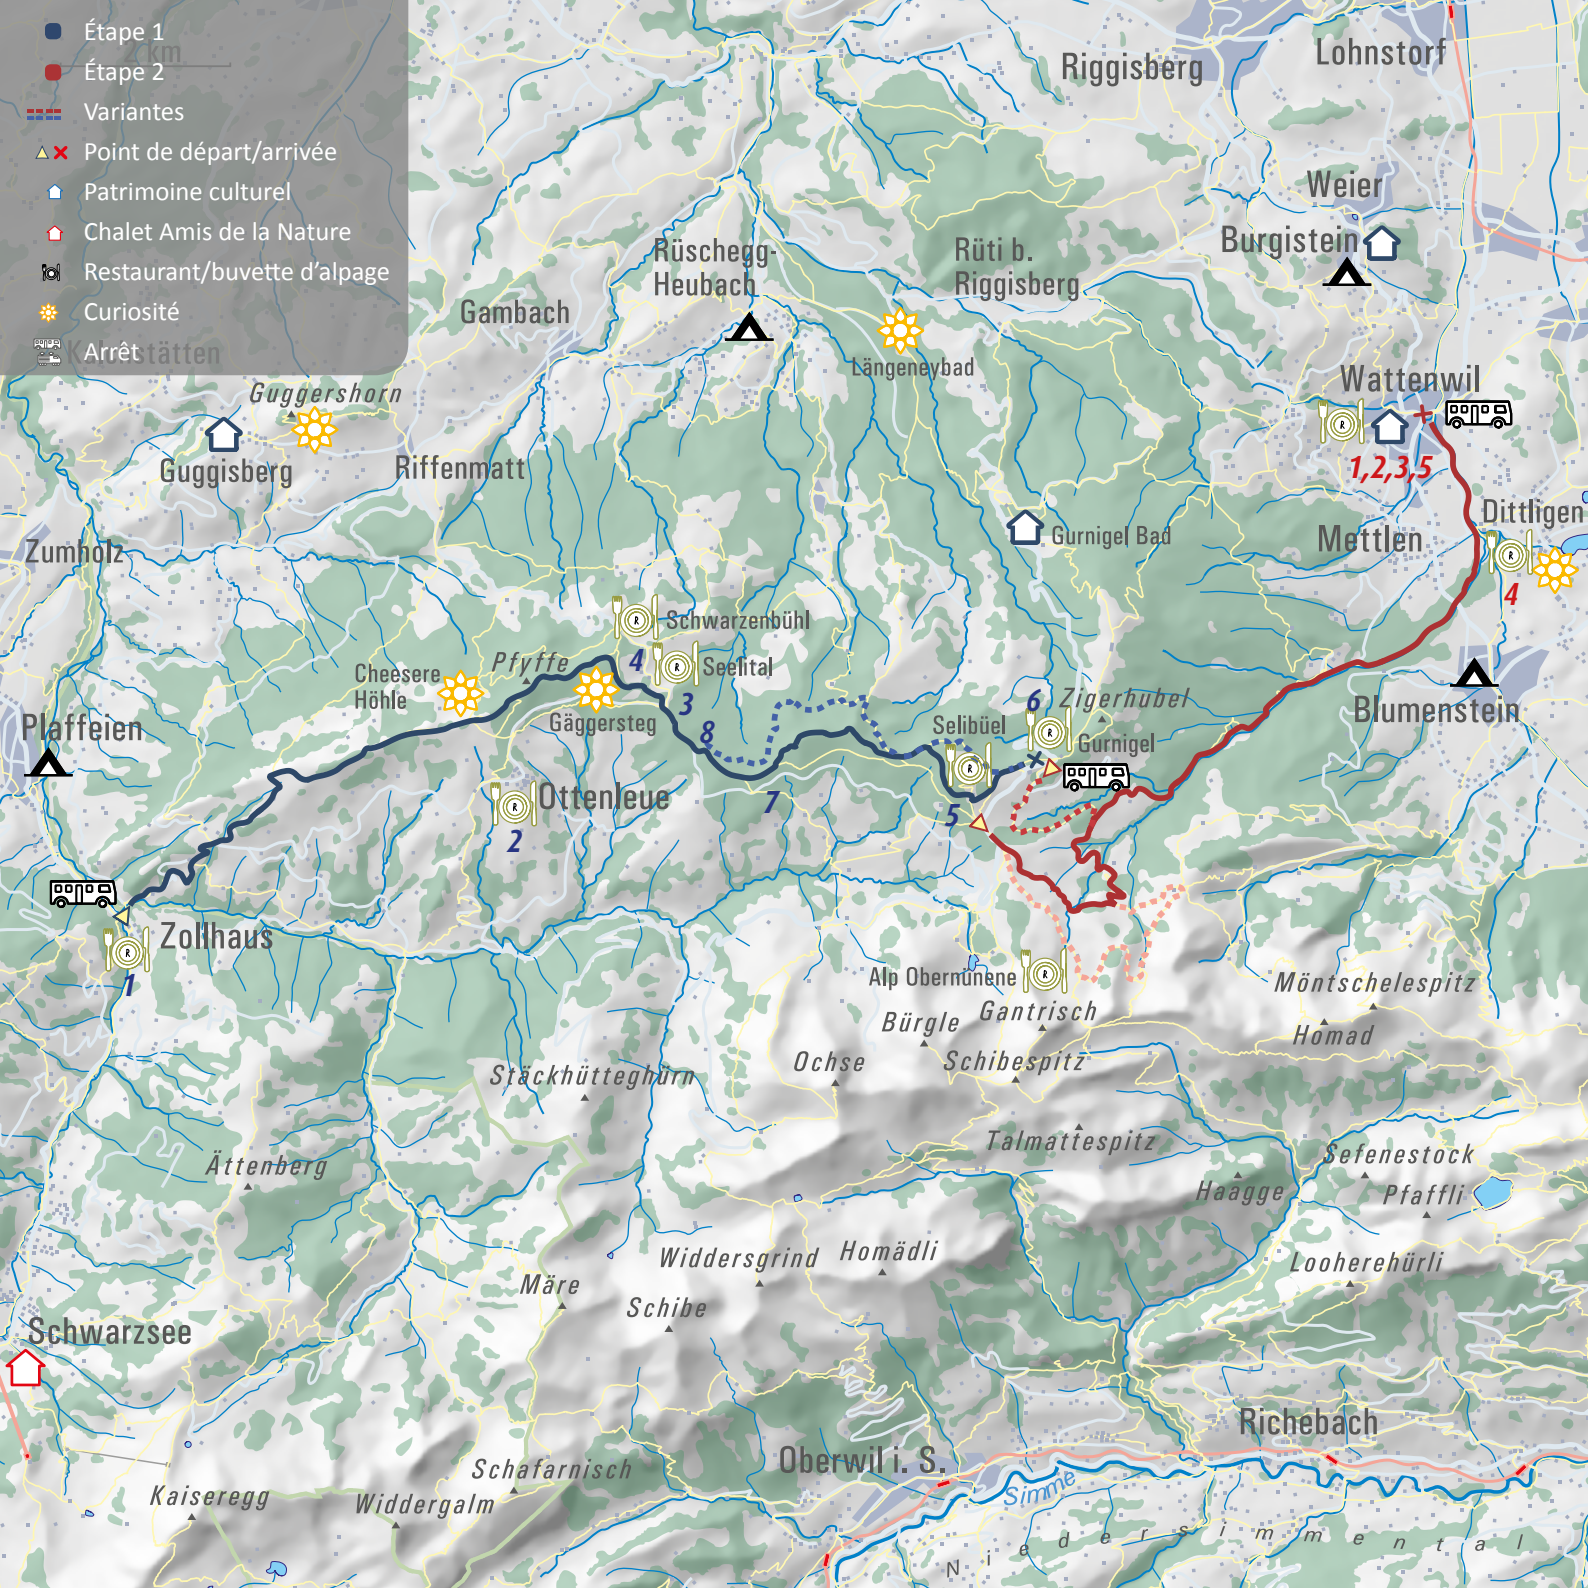 Étape 1
2 km
Étape 2
Variantes
Point de départ/arrivée
Patrimoine culturel
Chalet Amis de la Nature
Restaurant/buvette d'alpage
Curiosité
Arrêt
Riggisberg
Lohnstorf
Weier
Burgistein
Rüschegg-
Heubach
Rüti b.
Riggisberg
Gambach
Längeneybad
Guggershorn
Wattenwil
R
1,2,3,5
Guggisberg
Riffenmatt
Dittligen
Zumholz
Gurnigel Bad
Mettlen
R
4
R
Schwarzenbühl
4
R
Seelital
3
Cheesere
Höhle
Pfyffe
Gäggersteg
8
6
Zigerhubel
Selibüel
R
Gurnigel
Plaffeien
Blumenstein
R
Ottenleue
2
7
R
5
Zollhaus
R
1
Alp Obernünene
R
Möntschelespitz
Bürgle
Gantrisch
Homad
Ochse
Schibespitz
Stäckhütteghürn
Talmattespitz
Ättenberg
Sefenestock
Haagge
Pfaffli
Widdersgrind
Homädli
Looherehürli
Märe
Schibe
Schwarzsee
Richebach
Oberwil i. S.
Schafarnisch
Simme
Kaiseregg
Widdergalm
Niedersimmental